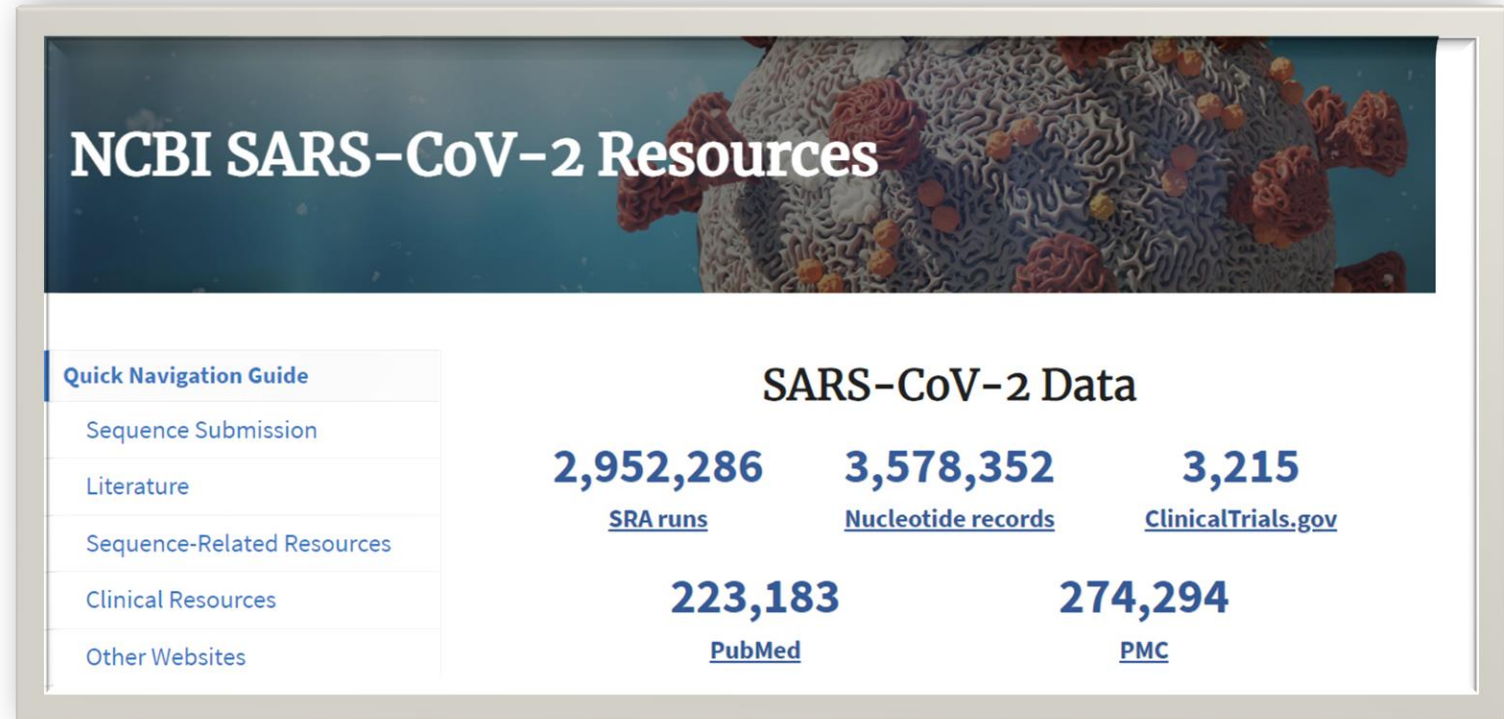 NCBI SARS-CoV-2 Resources
Quick Navigation Guide
Sequence Submission
Literature
Sequence-Related Resources
Clinical Resources
Other Websites
SARS-CoV-2 Data
2,952,286
SRA runs
3,578,352
Nucleotide records
3,215
ClinicalTrials.gov
223,183
PubMed
274,294
PMC